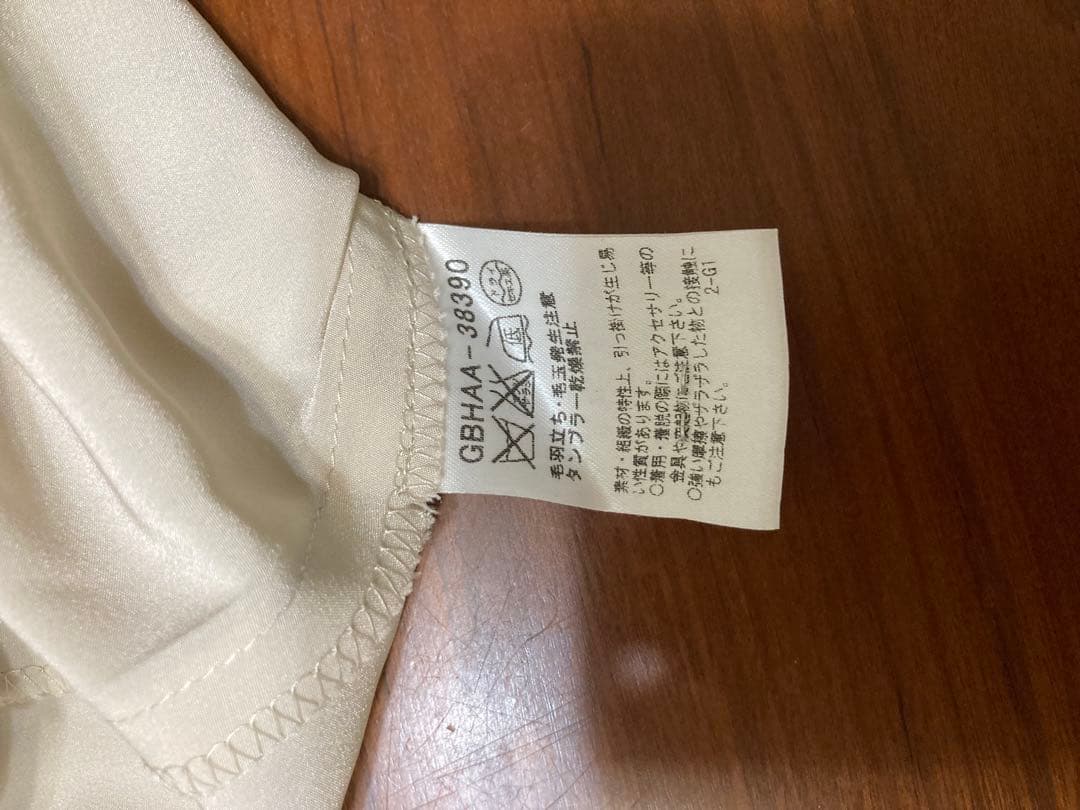 GBHAA-38390
毛羽立ち・毛玉発生注意
タンブラー乾燥禁止
素材・組織の特性上、引っ掛けが生じ易
い性質があります。
○着用・着脱の際にはアクセサリー等の
金具や突起物にご注意下さい。
○強い摩擦やザラザラした物との接触に
もご注意下さい。
2-G1